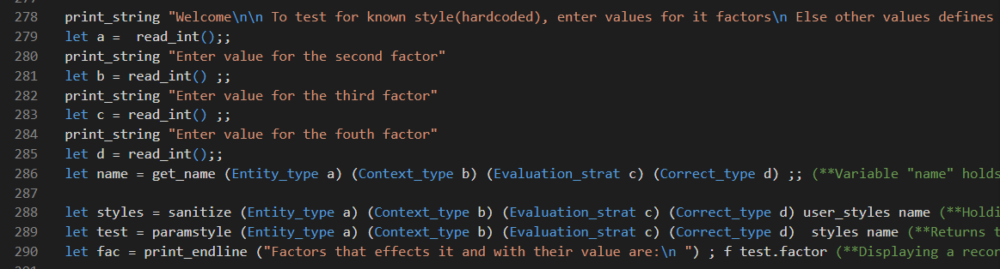 278 print_string "Welcome\n\n To test for known style(hardcoded), enter values for it factors\n Else other values defines
279 let a =  read_int();;
280 print_string "Enter value for the second factor"
281 let b = read_int() ;;
282 print_string "Enter value for the third factor"
283 let c = read_int() ;;
284 print_string "Enter value for the fouth factor"
285 let d = read_int();;
286 let name = get_name (Entity_type a) (Context_type b) (Evaluation_strat c) (Correct_type d) ;; (**Variable "name" holds
287
288 let styles = sanitize (Entity_type a) (Context_type b) (Evaluation_strat c) (Correct_type d) user_styles name (**Holdi
289 let test = paramstyle (Entity_type a) (Context_type b) (Evaluation_strat c) (Correct_type d)  styles name (**Returns t
290 let fac = print_endline ("Factors that effects it and with their value are:\n ") ; f test.factor (**Displaying a recor